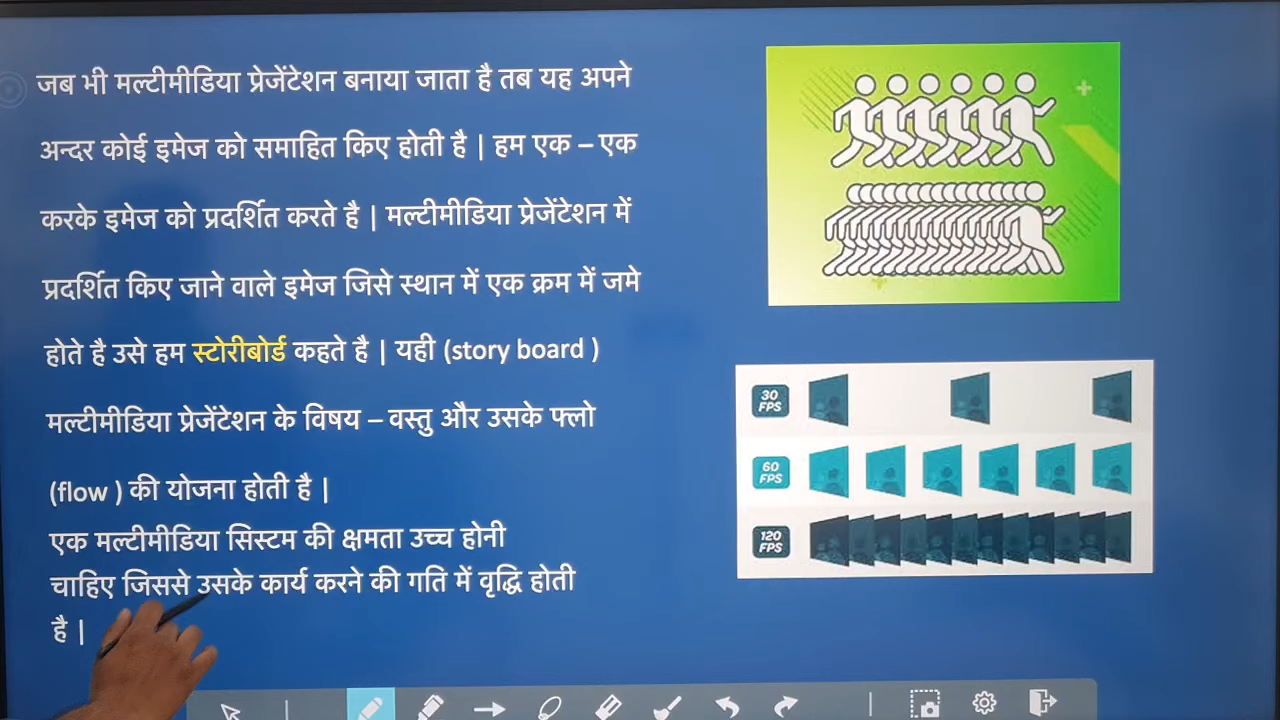 जब भी मल्टीमीडिया प्रेजेंटेशन बनाया जाता है तब यह अपने
अन्दर कोई इमेज को समाहित किए होती है | हम एक – एक
करके इमेज को प्रदर्शित करते है | मल्टीमीडिया प्रेजेंटेशन में
प्रदर्शित किए जाने वाले इमेज जिसे स्थान में एक क्रम में जमे
होते है उसे हम स्टोरीबोर्ड कहते है | यही (story board )
मल्टीमीडिया प्रेजेंटेशन के विषय – वस्तु और उसके फ्लो
(flow ) की योजना होती है |
एक मल्टीमीडिया सिस्टम की क्षमता उच्च होनी
चाहिए जिससे उसके कार्य करने की गति में वृद्धि होती
है |
30
FPS
60
FPS
120
FPS